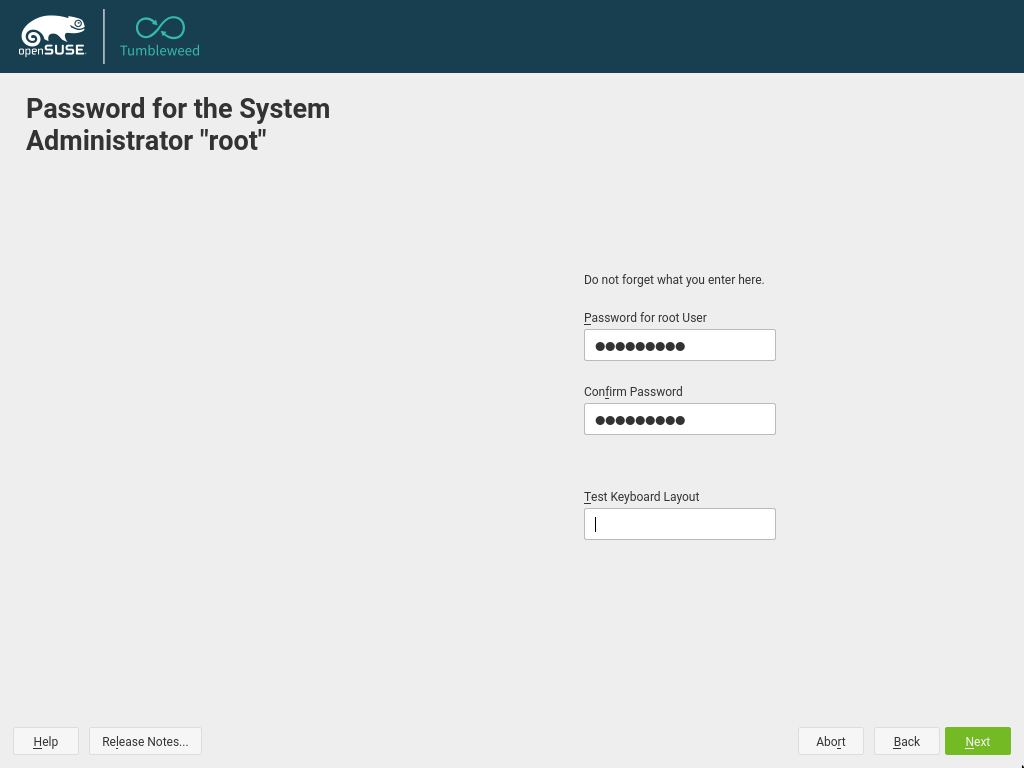 openSUSE
Tumbleweed
Password for the System
Administrator "root"
Do not forget what you enter here.
Password for root User
●●●●●●●●●
Confirm Password
●●●●●●●●●
Test Keyboard Layout
Help
Release Notes...
Abort
Back
Next